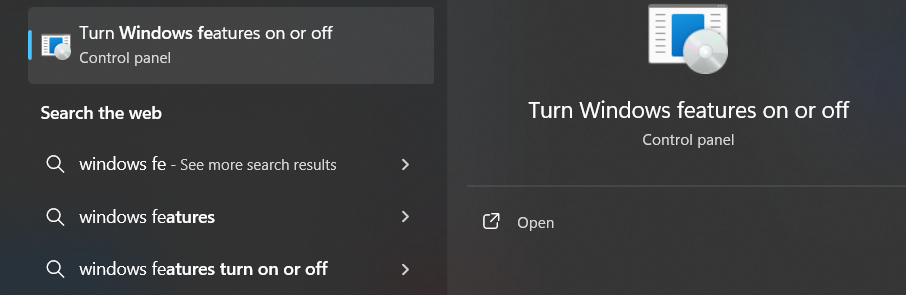 Turn Windows features on or off
Control panel
Search the web
windows fe - See more search results
windows features
windows features turn on or off
Turn Windows features on or off
Control panel
Open